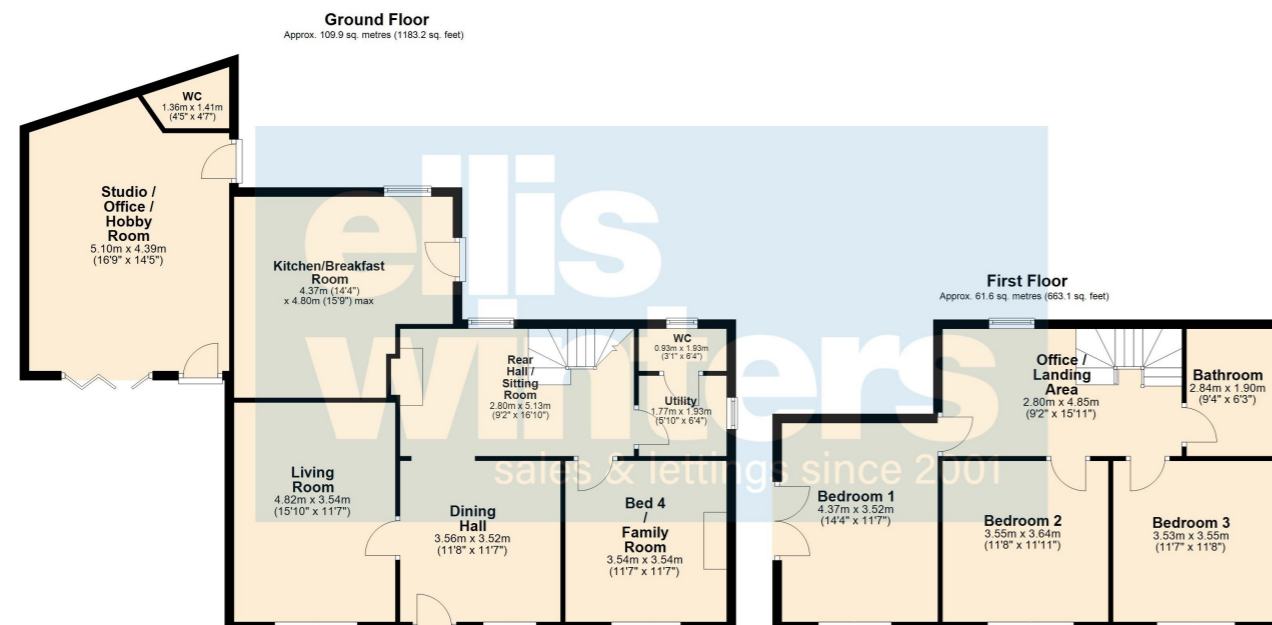 Ground Floor
Approx. 109.9 sq. metres (1183.2 sq. feet)
WC
1.36m x 1.41m
(4'5" x 4'7")
Studio /
Office /
Hobby
Room
5.10m x 4.39m
(16'9" x 14'5")
Kitchen/Breakfast
Room
4.37m (14'4")
x 4.80m (15'9") max
Rear
Hall /
Sitting
Room
2.80m x 5.13m
(9'2" x 16'10")
WC
0.93m x 1.93m
(3'1" x 6'4")
Utility
1.77m x 1.93m
(5'10" x 6'4")
Living
Room
4.82m x 3.54m
(15'10" x 11'7")
Dining
Hall
3.56m x 3.52m
(11'8" x 11'7")
Bed 4
/
Family
Room
3.54m x 3.54m
(11'7" x 11'7")
First Floor
Approx. 61.6 sq. metres (663.1 sq. feet)
Office /
Landing
Area
2.80m x 4.85m
(9'2" x 15'11")
Bathroom
2.84m x 1.90m
(9'4" x 6'3")
Bedroom 1
4.37m x 3.52m
(14'4" x 11'7")
Bedroom 2
3.55m x 3.64m
(11'8" x 11'11")
Bedroom 3
3.53m x 3.55m
(11'7" x 11'8")
ellis
winters
sales & lettings since 2001